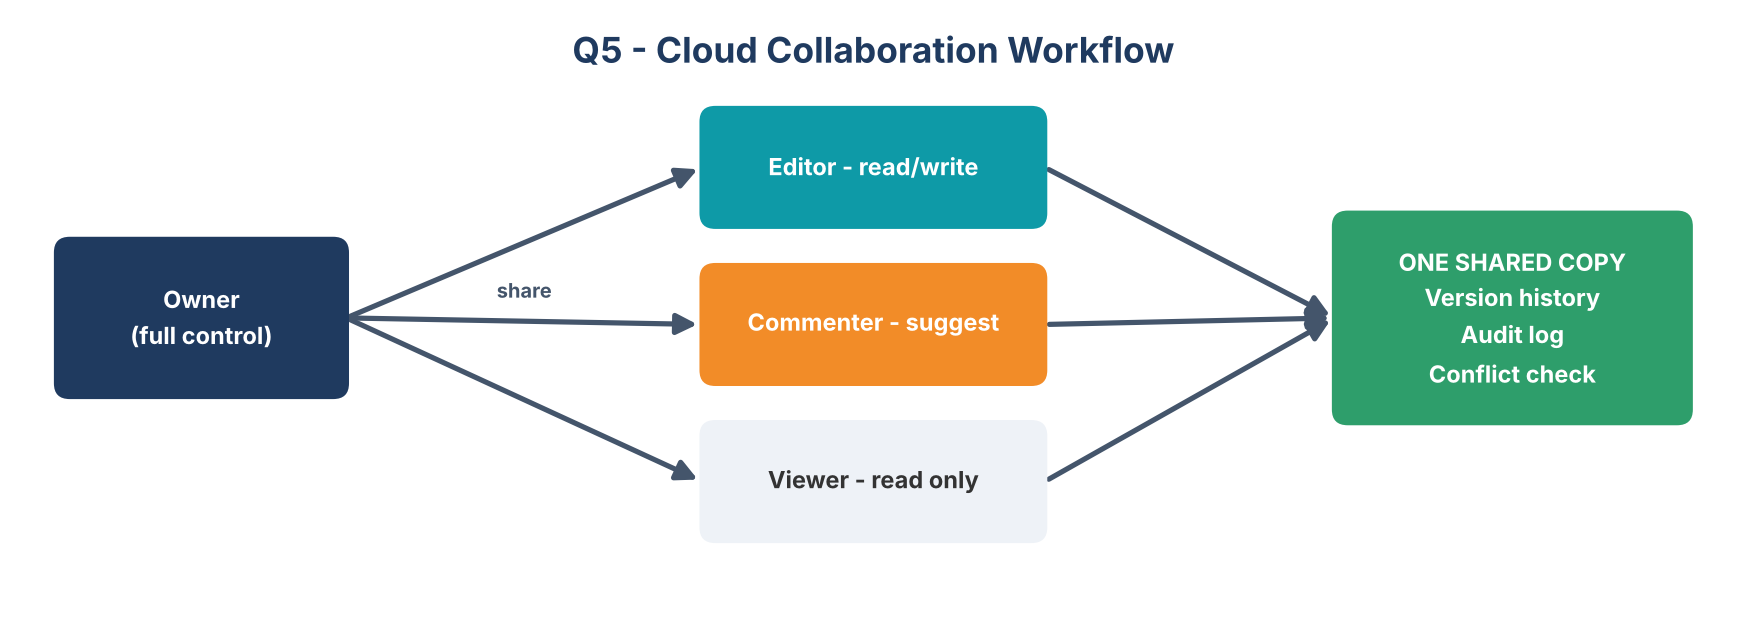 Q5 - Cloud Collaboration Workflow
Owner
(full control)
share
Editor - read/write
Commenter - suggest
Viewer - read only
ONE SHARED COPY
Version history
Audit log
Conflict check